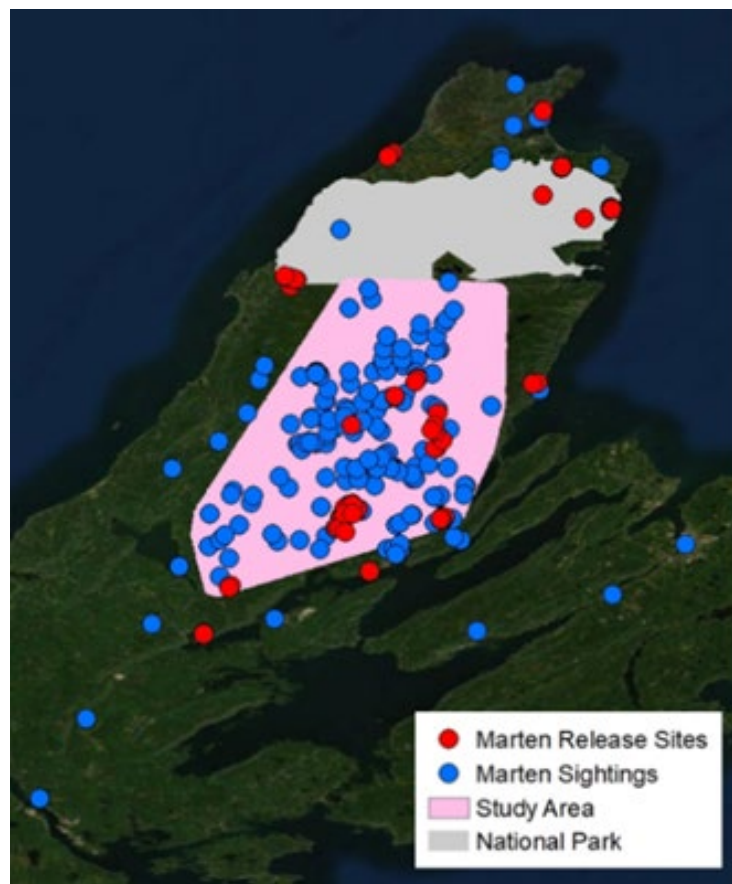 Marten Release Sites
Marten Sightings
Study Area
National Park